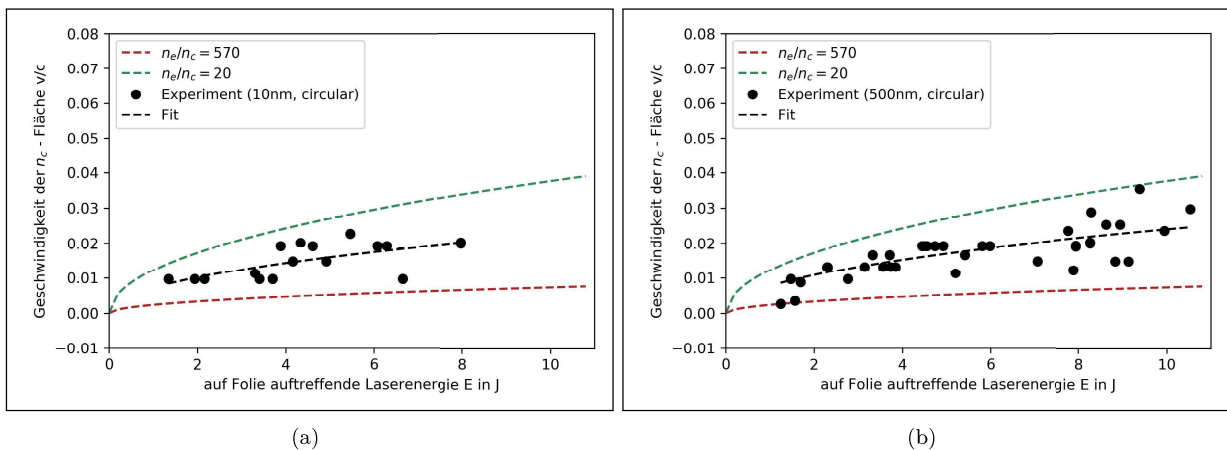 0.08
0.07
0.06
0.05
0.04
0.03
0.02
0.01
0.00
−0.01
Geschwindigkeit der n_c - Fläche v/c
n_e/n_c = 570
n_e/n_c = 20
Experiment (10nm, circular)
Fit
0 2 4 6 8 10
auf Folie auftreffende Laserenergie E in J
(a)
0.08
0.07
0.06
0.05
0.04
0.03
0.02
0.01
0.00
−0.01
Geschwindigkeit der n_c - Fläche v/c
n_e/n_c = 570
n_e/n_c = 20
Experiment (500nm, circular)
Fit
0 2 4 6 8 10
auf Folie auftreffende Laserenergie E in J
(b)